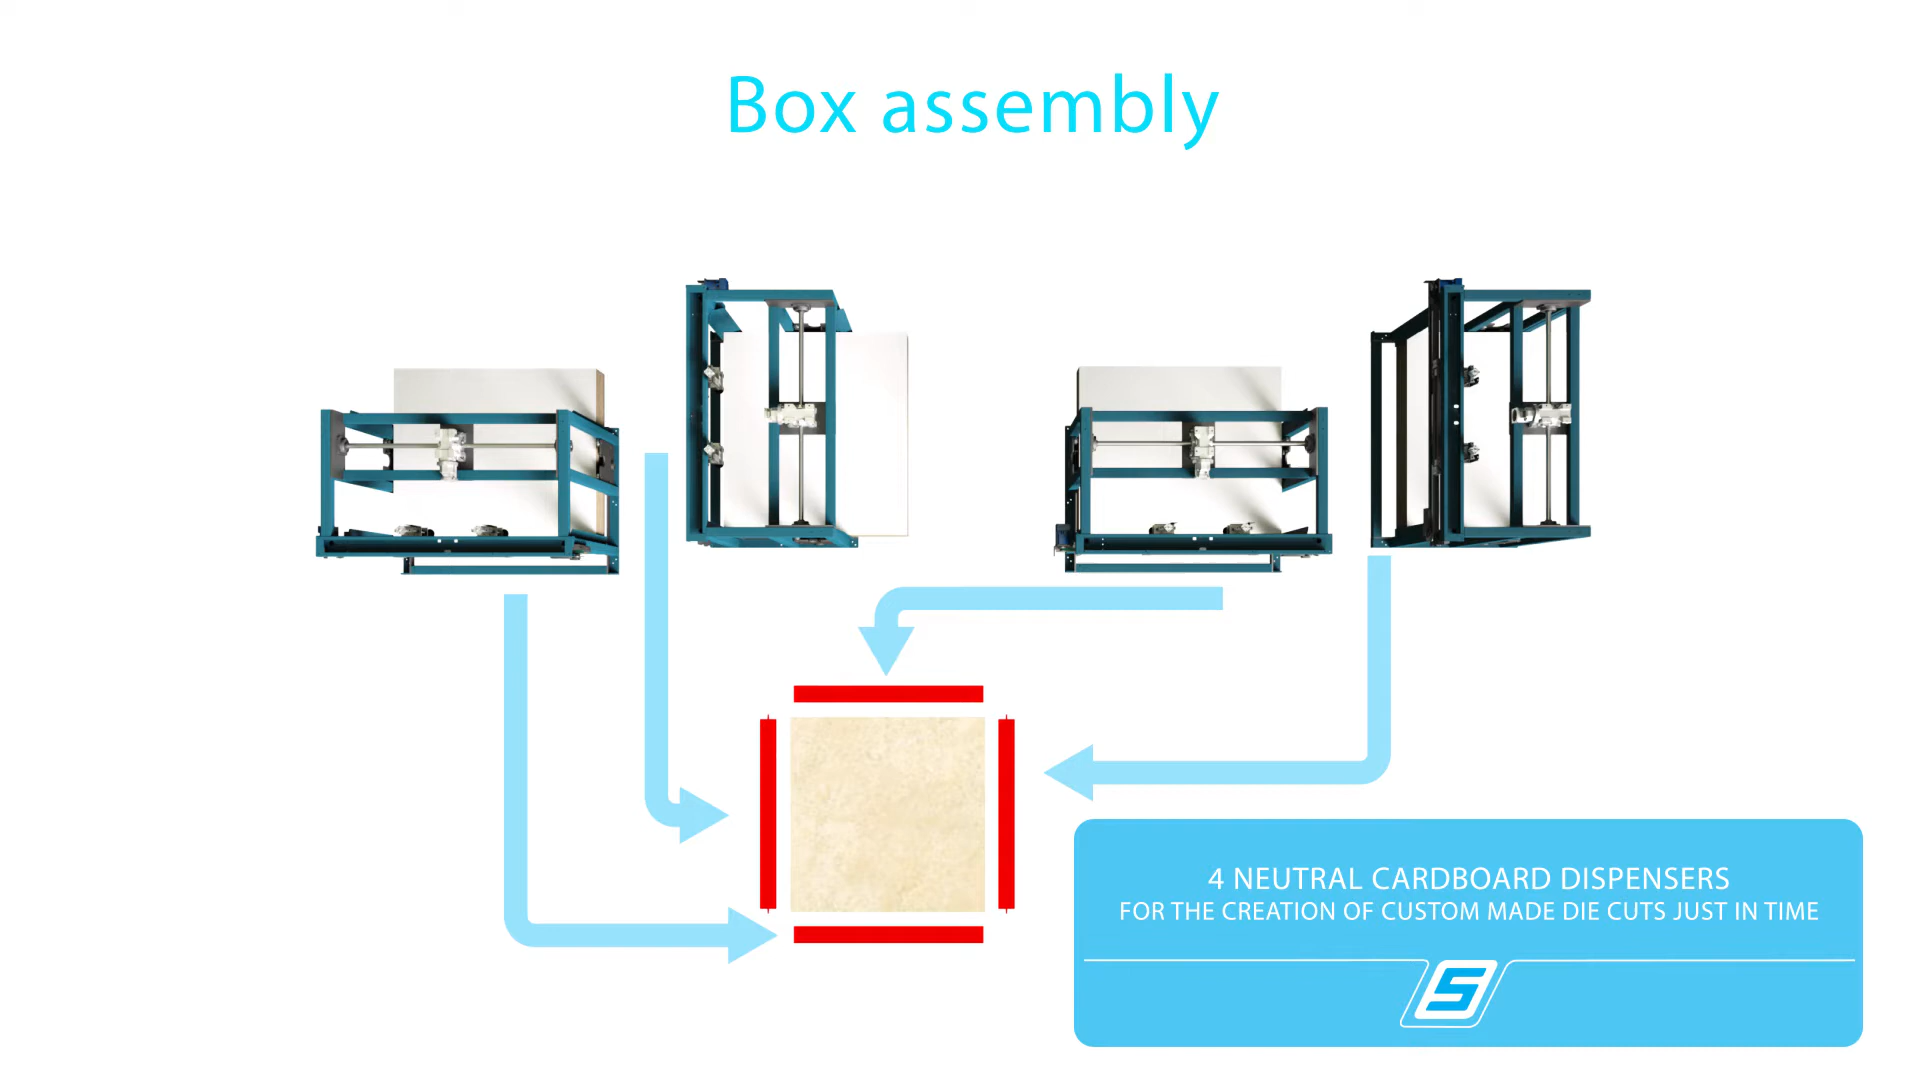 Box assembly
4 NEUTRAL CARDBOARD DISPENSERS
FOR THE CREATION OF CUSTOM MADE DIE CUTS JUST IN TIME
S